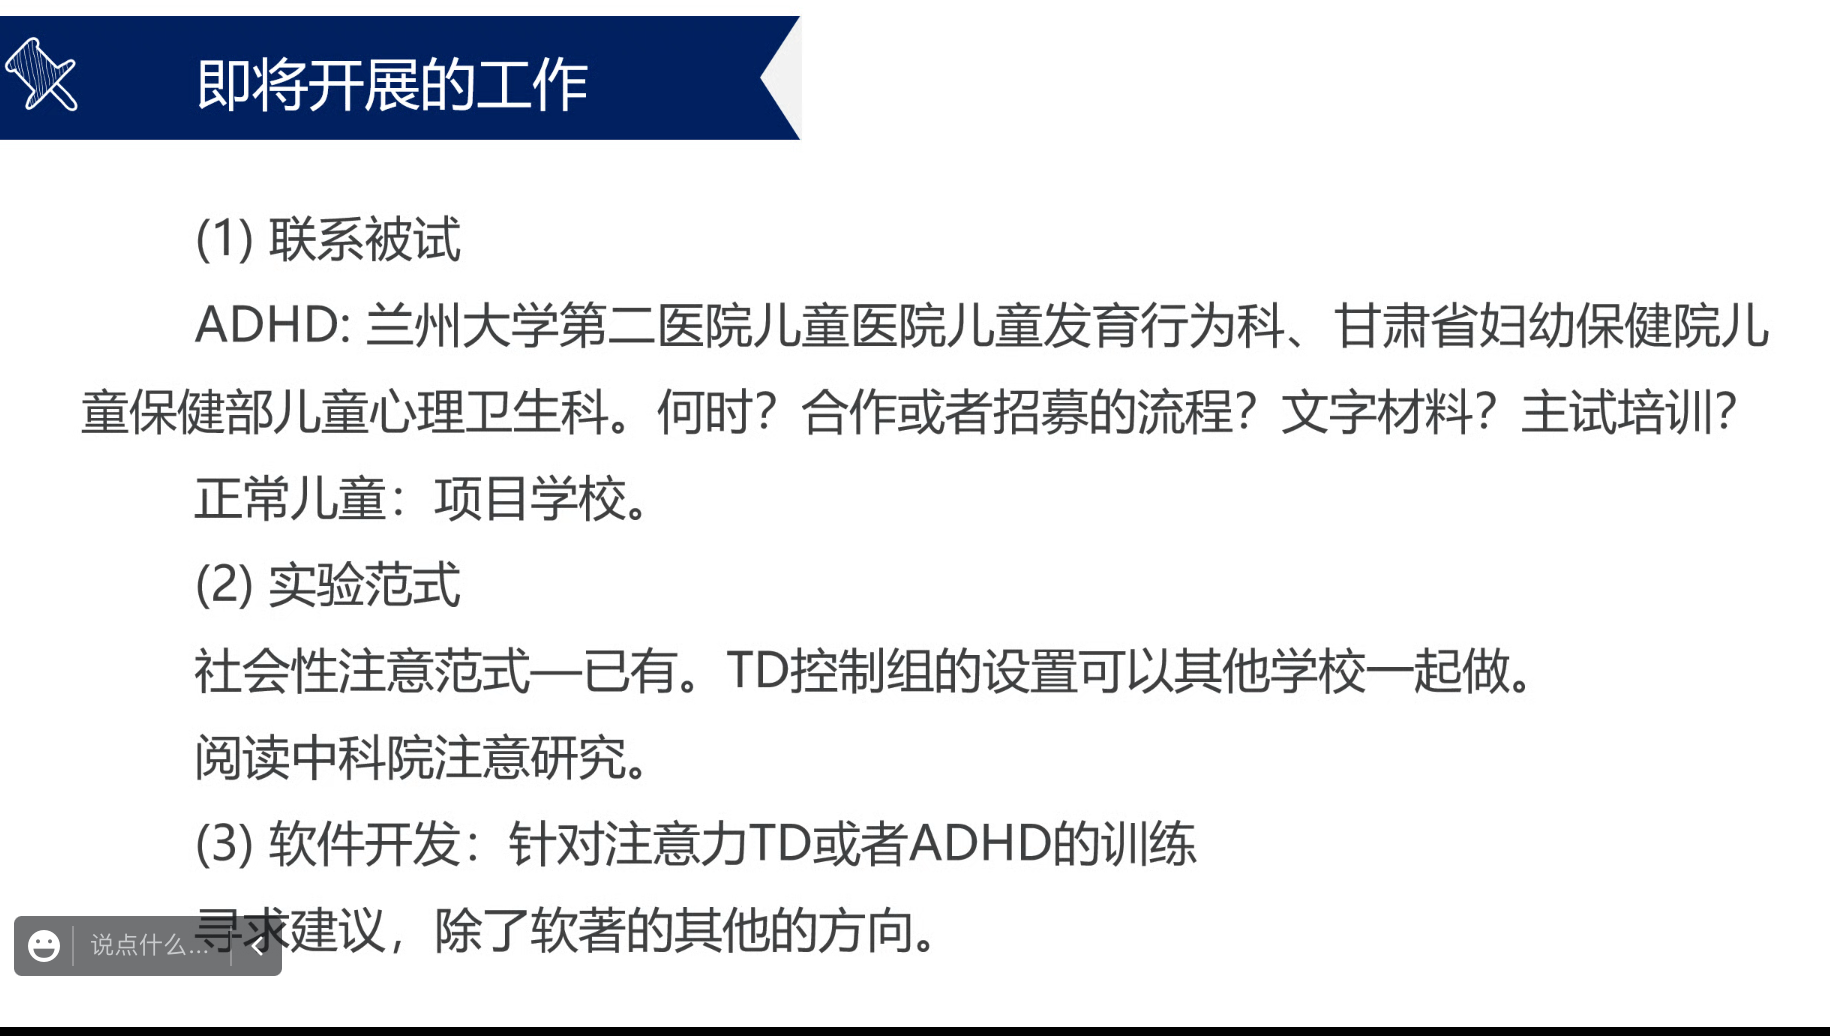 即将开展的工作
(1) 联系被试
ADHD: 兰州大学第二医院儿童医院儿童发育行为科、甘肃省妇幼保健院儿
童保健部儿童心理卫生科。何时？合作或者招募的流程？文字材料？主试培训？
正常儿童：项目学校。
(2) 实验范式
社会性注意范式—已有。TD控制组的设置可以其他学校一起做。
阅读中科院注意研究。
(3) 软件开发：针对注意力TD或者ADHD的训练
寻求建议，除了软著的其他的方向。
说点什么...